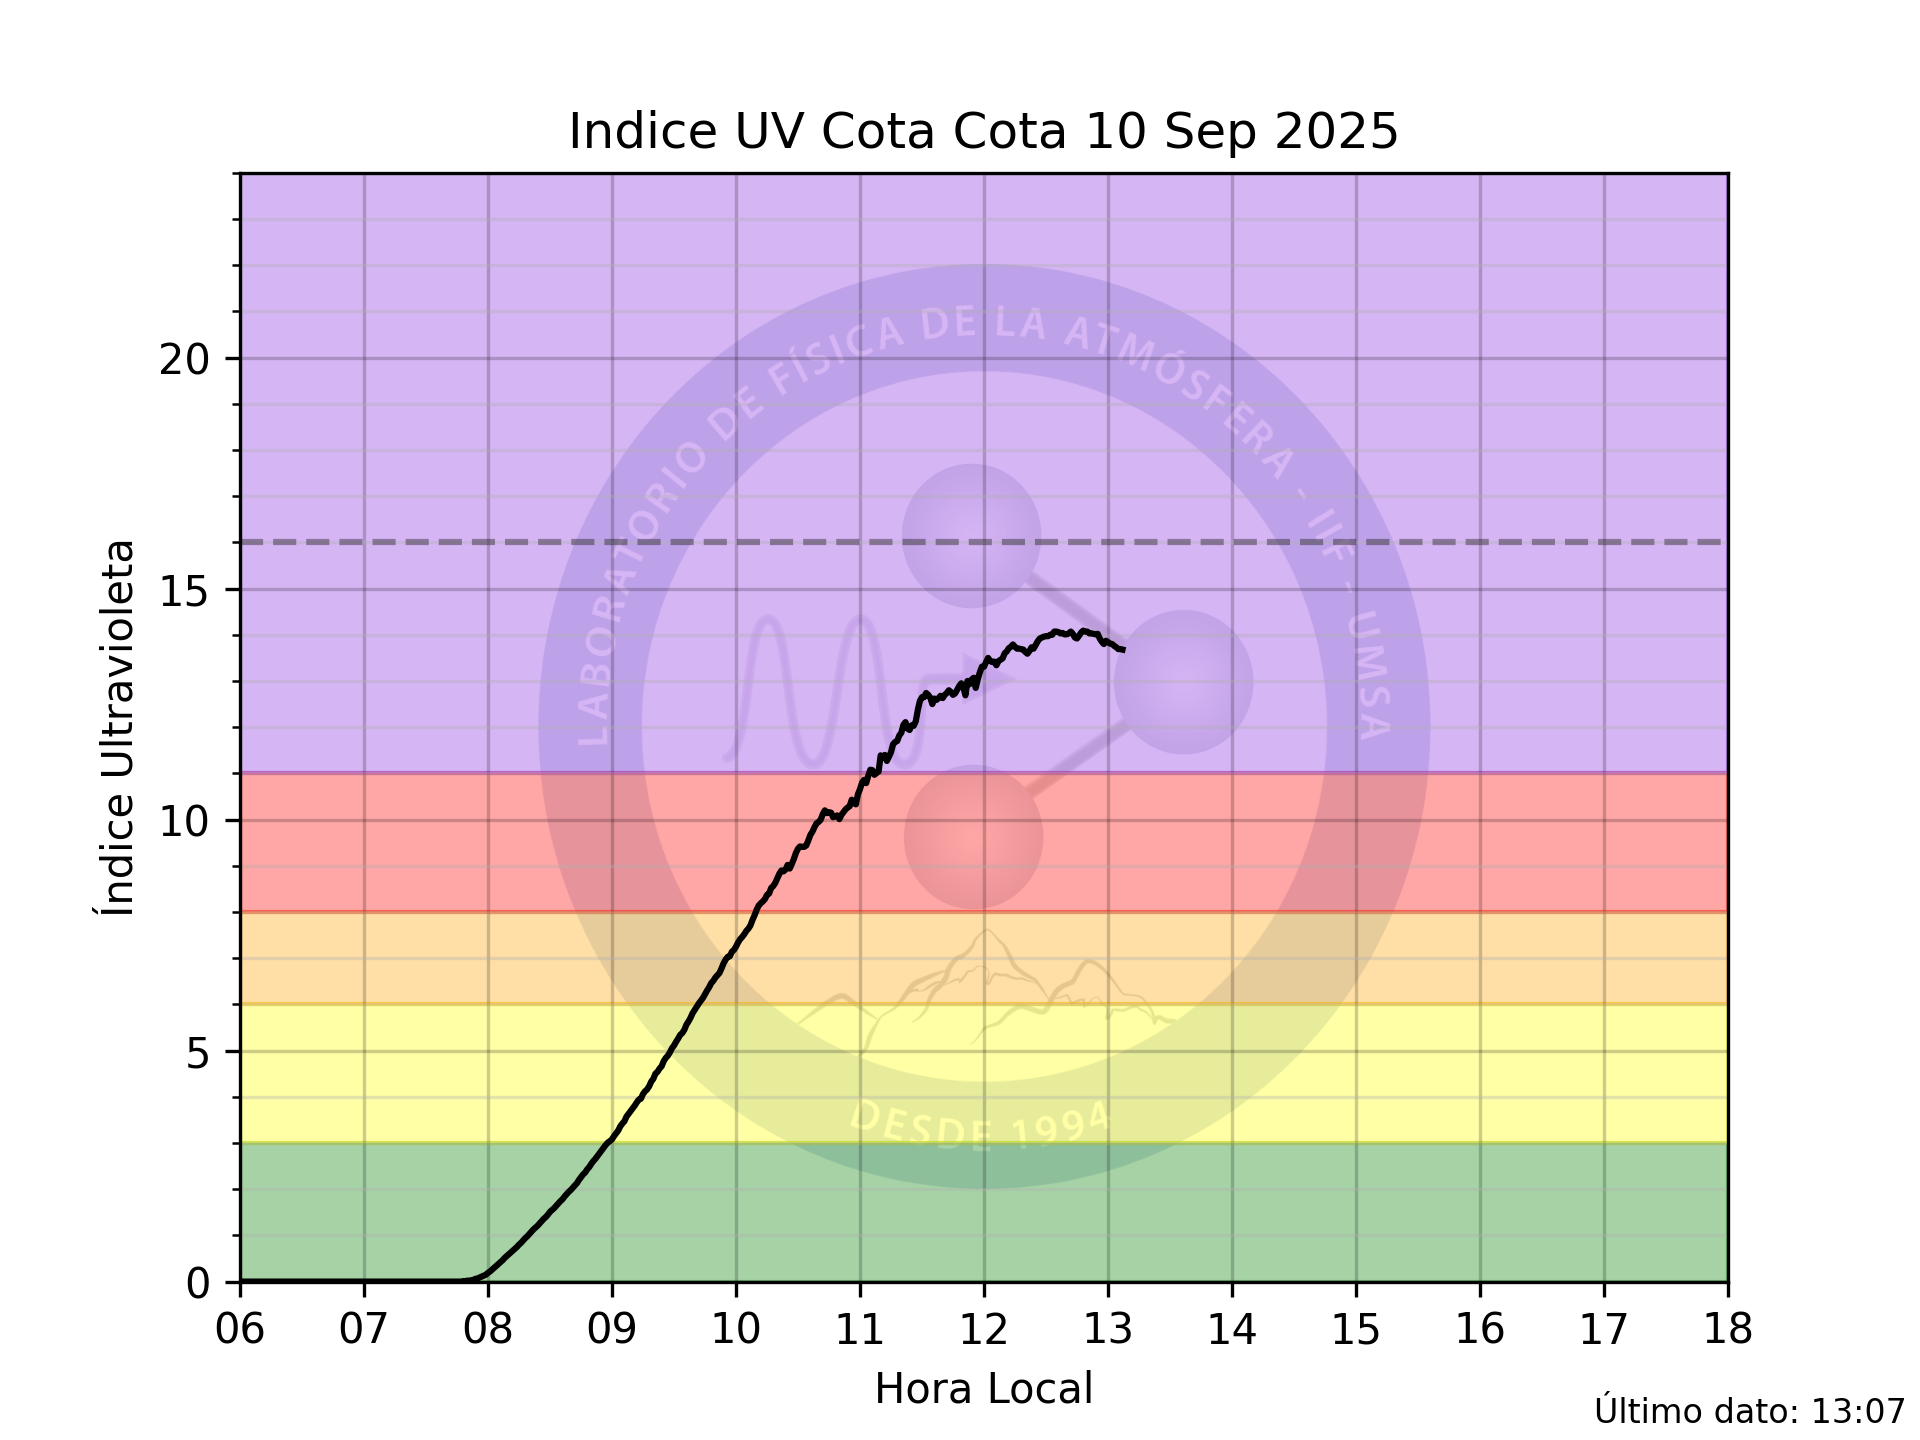 Indice UV Cota Cota 10 Sep 2025
Índice Ultravioleta
20
15
10
5
0
LABORATORIO DE FÍSICA DE LA ATMÓSFERA - IIF - UMSA
DESDE 1994
06 07 08 09 10 11 12 13 14 15 16 17 18
Hora Local
Último dato: 13:07